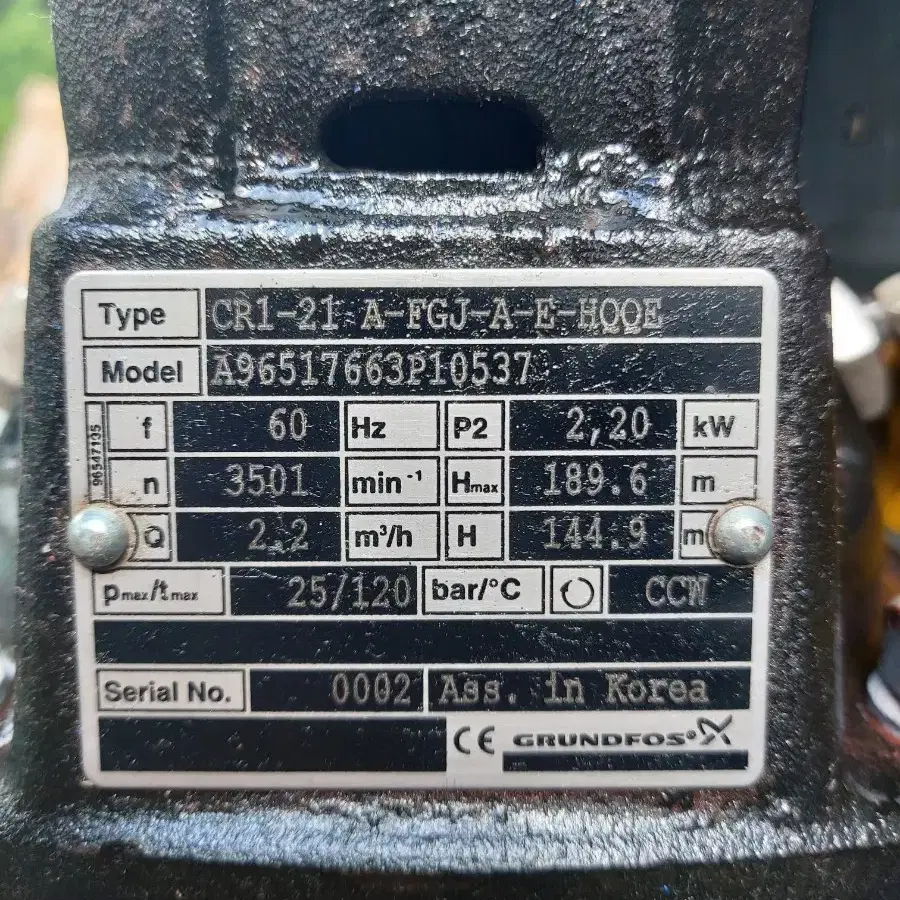 Type CR1-21 A-FGJ-A-E-HQQE
Model A96517663P10537
96547135
f 60 Hz P2 2,20 kW
n 3501 min⁻¹ Hmax 189.6 m
Q 2.2 m³/h H 144.9 m
pmax/tmax 25/120 bar/°C CCW
Serial No. 0002 Ass. in Korea
CE GRUNDFOS